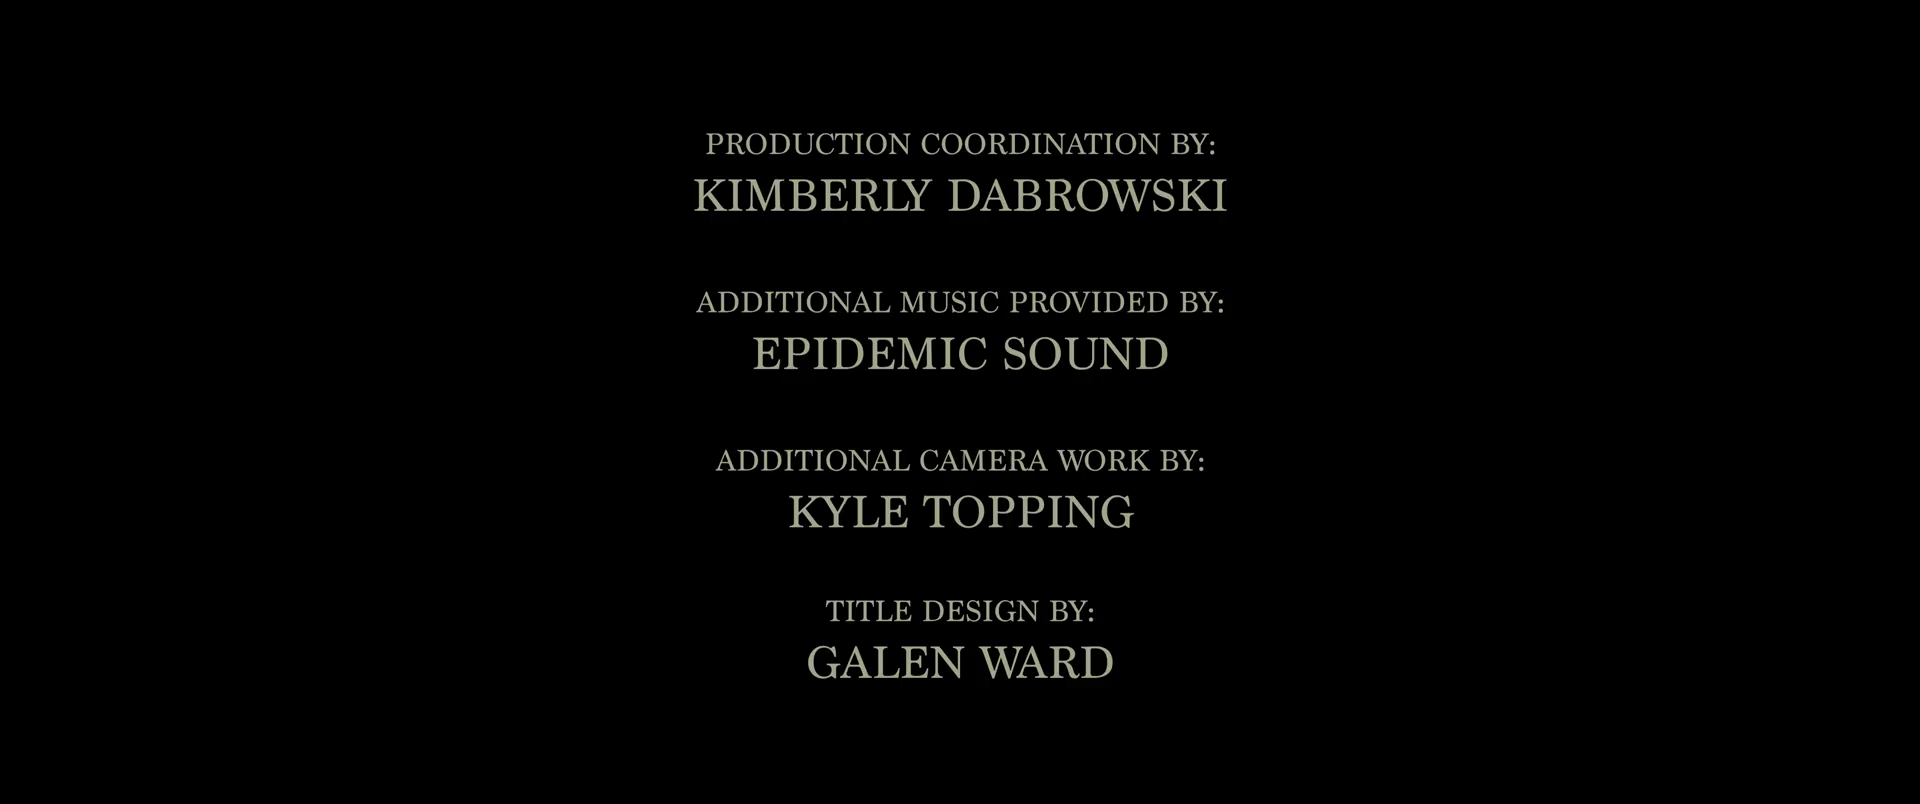 PRODUCTION COORDINATION BY:
KIMBERLY DABROWSKI
ADDITIONAL MUSIC PROVIDED BY:
EPIDEMIC SOUND
ADDITIONAL CAMERA WORK BY:
KYLE TOPPING
TITLE DESIGN BY:
GALEN WARD